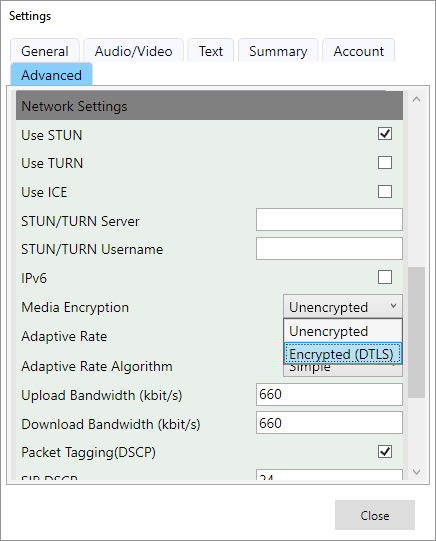 Settings
General Audio/Video Text Summary Account
Advanced
Network Settings
Use STUN
Use TURN
Use ICE
STUN/TURN Server
STUN/TURN Username
IPv6
Media Encryption Unencrypted
Unencrypted
Adaptive Rate
Encrypted (DTLS)
Adaptive Rate Algorithm Simple
Upload Bandwidth (kbit/s) 660
Download Bandwidth (kbit/s) 660
Packet Tagging(DSCP)
SIP DSCP 24
Close